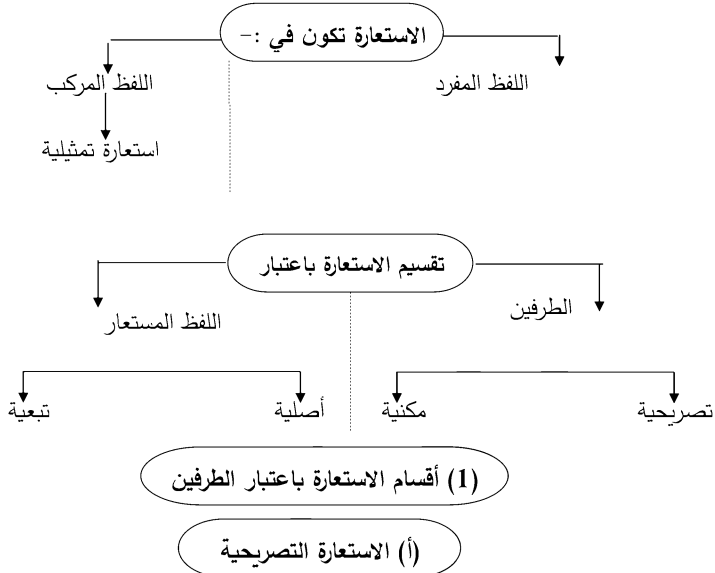 الاستعارة تكون في :-
اللفظ المفرد
اللفظ المركب
استعارة تمثيلية
تقسيم الاستعارة باعتبار
الطرفين
اللفظ المستعار
تصريحية
مكنية
أصلية
تبعية
(1) أقسام الاستعارة باعتبار الطرفين
(أ) الاستعارة التصريحية